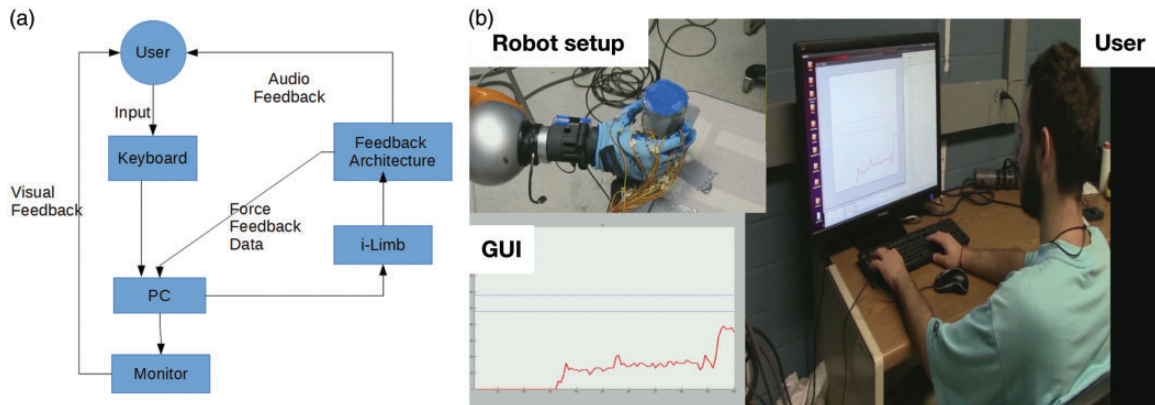 (a)
User
Audio
Feedback
Input
Keyboard
Feedback
Architecture
Visual
Feedback
Force
Feedback
Data
i-Limb
PC
Monitor
(b)
Robot setup
User
GUI